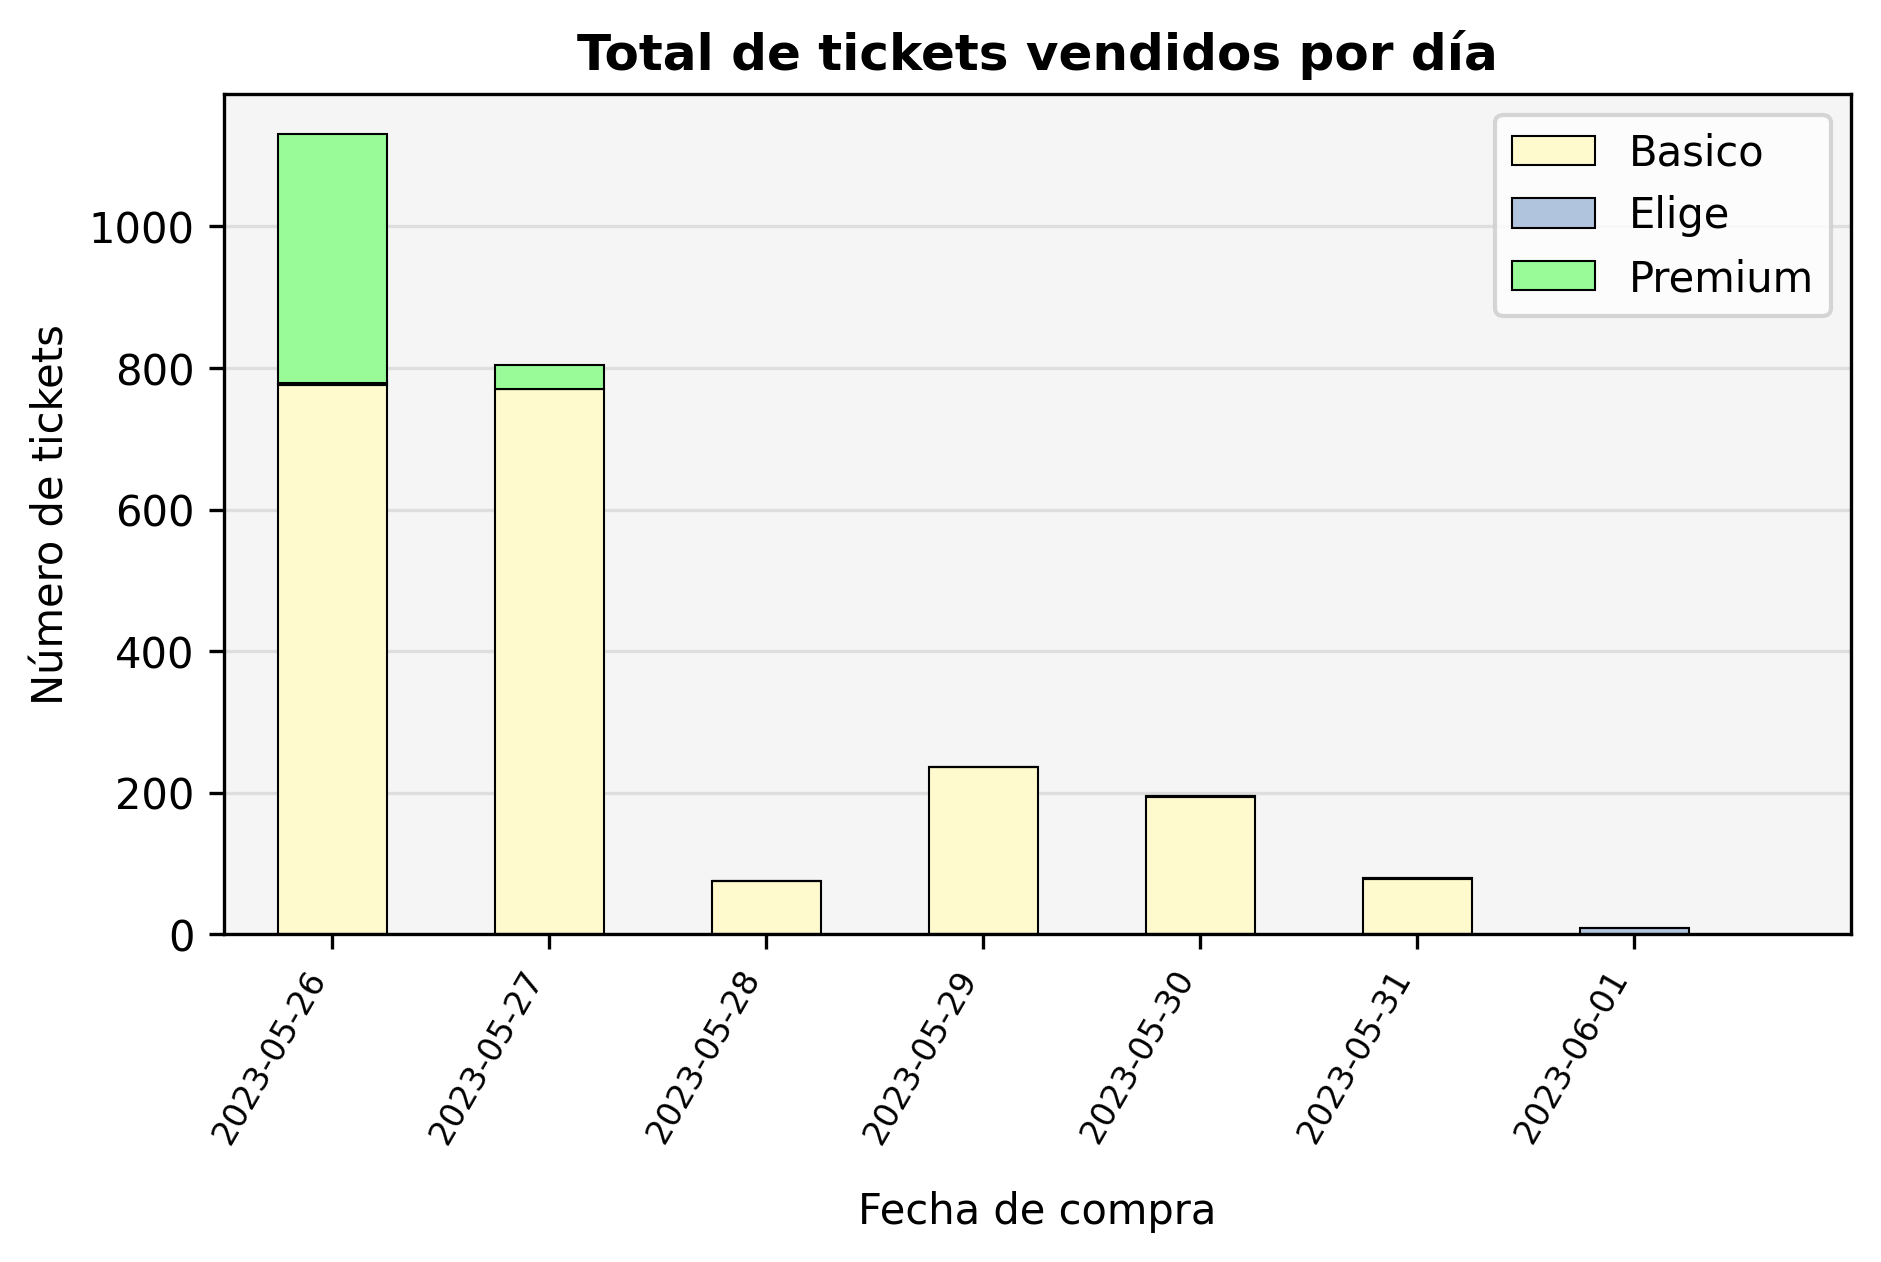 Total de tickets vendidos por día
Basico
Elige
Premium
Número de tickets
1000
800
600
400
200
0
2023-05-26
2023-05-27
2023-05-28
2023-05-29
2023-05-30
2023-05-31
2023-06-01
Fecha de compra